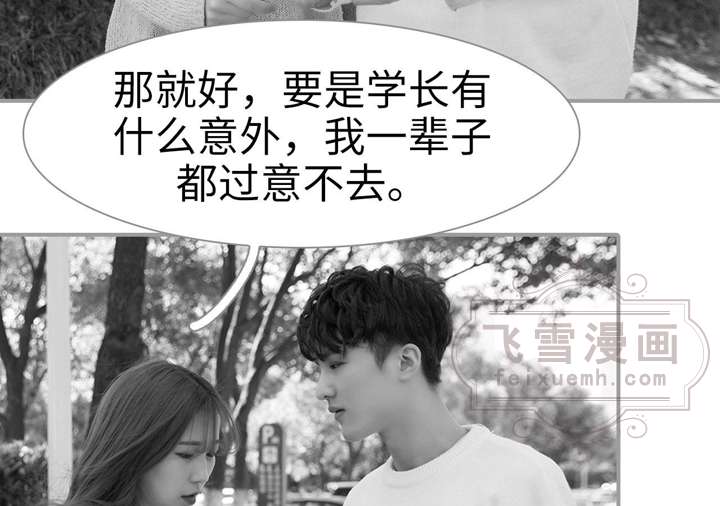 那就好，要是学长有
什么意外，我一辈子
都过意不去。
飞雪漫画
feixuemh.com
P